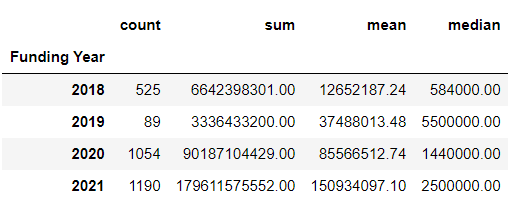 count sum mean median
Funding Year
2018 525 6642398301.00 12652187.24 584000.00
2019 89 3336433200.00 37488013.48 5500000.00
2020 1054 90187104429.00 85566512.74 1440000.00
2021 1190 179611575552.00 150934097.10 2500000.00